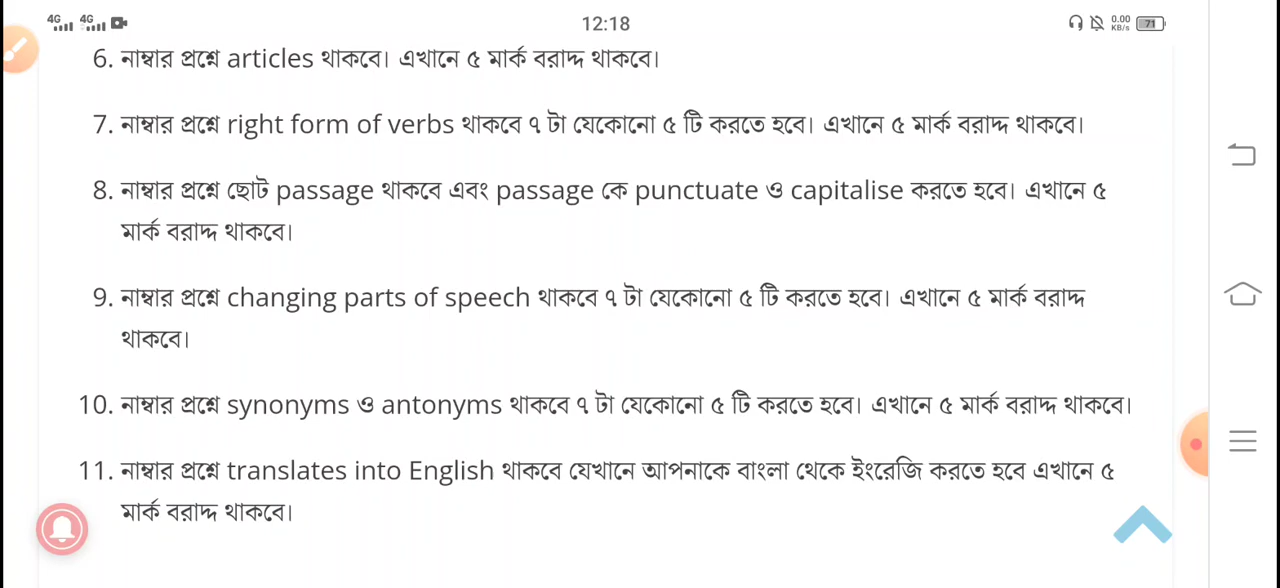 4G 4G 12:18 0.00 KB/s 71
6. নাম্বার প্রশ্নে articles থাকবে। এখানে ৫ মার্ক বরাদ্দ থাকবে।
7. নাম্বার প্রশ্নে right form of verbs থাকবে ৭ টা যেকোনো ৫ টি করতে হবে। এখানে ৫ মার্ক বরাদ্দ থাকবে।
8. নাম্বার প্রশ্নে ছোট passage থাকবে এবং passage কে punctuate ও capitalise করতে হবে। এখানে ৫
মার্ক বরাদ্দ থাকবে।
9. নাম্বার প্রশ্নে changing parts of speech থাকবে ৭ টা যেকোনো ৫ টি করতে হবে। এখানে ৫ মার্ক বরাদ্দ
থাকবে।
10. নাম্বার প্রশ্নে synonyms ও antonyms থাকবে ৭ টা যেকোনো ৫ টি করতে হবে। এখানে ৫ মার্ক বরাদ্দ থাকবে।
11. নাম্বার প্রশ্নে translates into English থাকবে যেখানে আপনাকে বাংলা থেকে ইংরেজি করতে হবে এখানে ৫
মার্ক বরাদ্দ থাকবে।